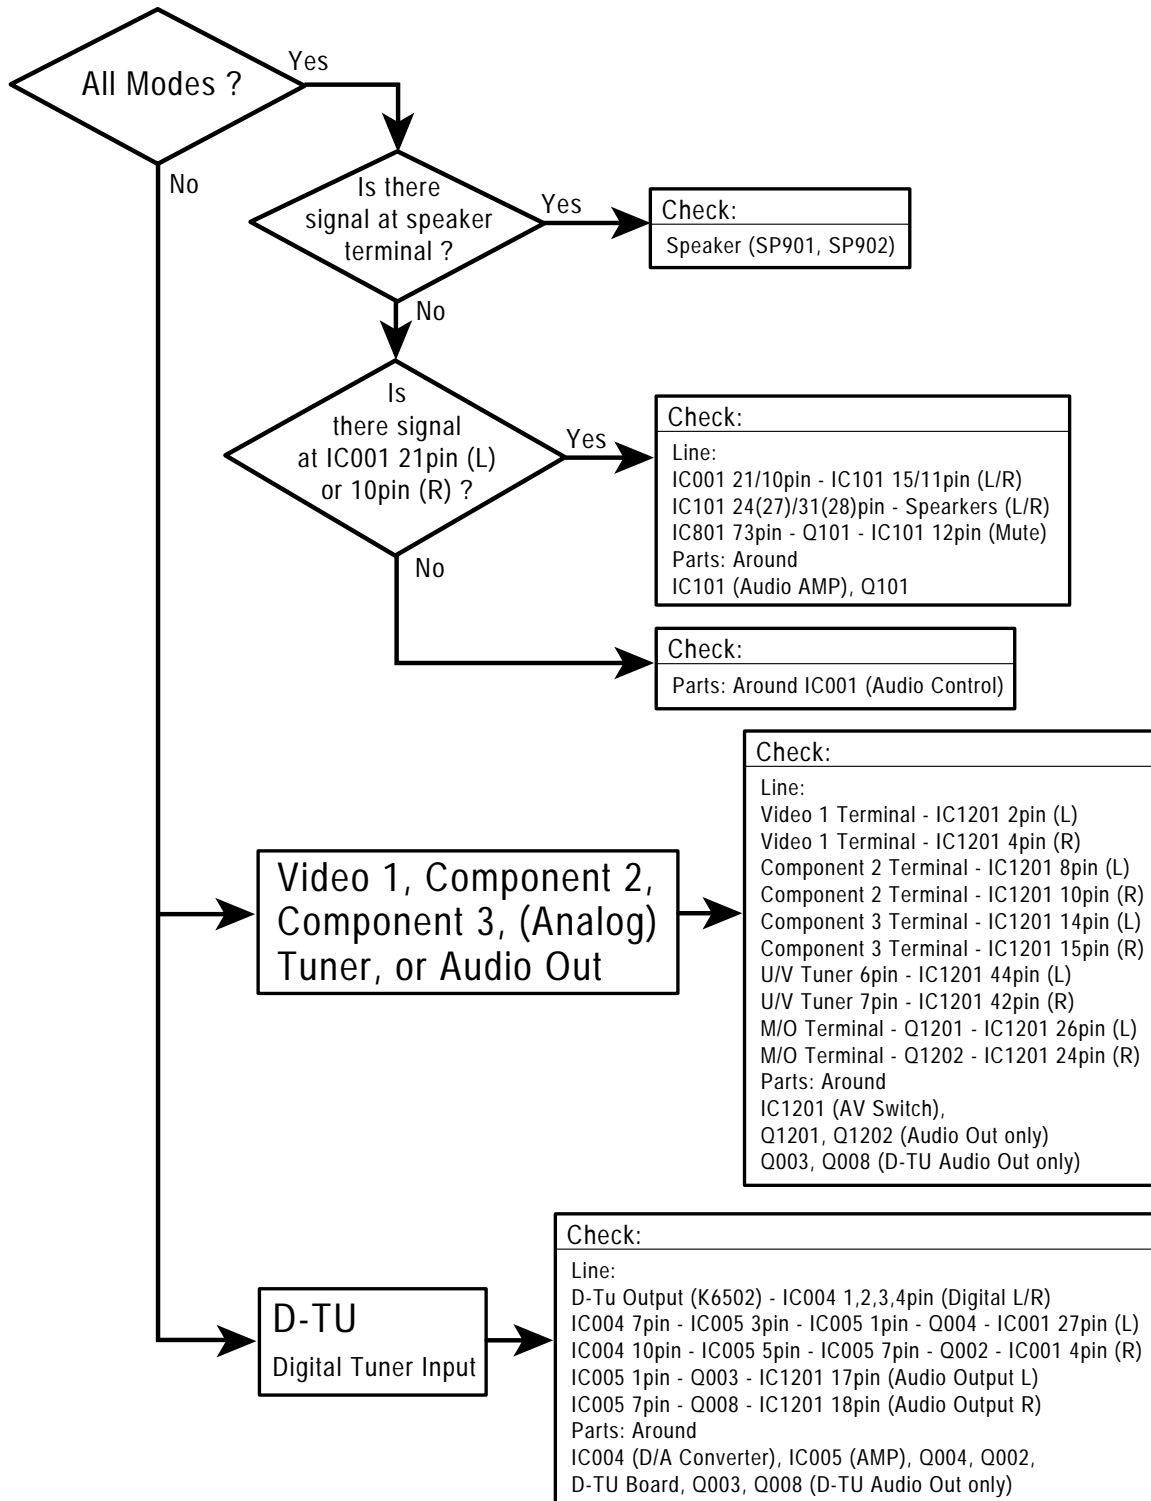 All Modes ?
Yes
No
Is there
signal at speaker
terminal ?
Yes
No
Check:
Speaker (SP901, SP902)
Is
there signal
at IC001 21pin (L)
or 10pin (R) ?
Yes
No
Check:
Line:
IC001 21/10pin - IC101 15/11pin (L/R)
IC101 24(27)/31(28)pin - Spearkers (L/R)
IC801 73pin - Q101 - IC101 12pin (Mute)
Parts: Around
IC101 (Audio AMP), Q101
Check:
Parts: Around IC001 (Audio Control)
Video 1, Component 2,
Component 3, (Analog)
Tuner, or Audio Out
Check:
Line:
Video 1 Terminal - IC1201 2pin (L)
Video 1 Terminal - IC1201 4pin (R)
Component 2 Terminal - IC1201 8pin (L)
Component 2 Terminal - IC1201 10pin (R)
Component 3 Terminal - IC1201 14pin (L)
Component 3 Terminal - IC1201 15pin (R)
U/V Tuner 6pin - IC1201 44pin (L)
U/V Tuner 7pin - IC1201 42pin (R)
M/O Terminal - Q1201 - IC1201 26pin (L)
M/O Terminal - Q1202 - IC1201 24pin (R)
Parts: Around
IC1201 (AV Switch),
Q1201, Q1202 (Audio Out only)
Q003, Q008 (D-TU Audio Out only)
D-TU
Digital Tuner Input
Check:
Line:
D-Tu Output (K6502) - IC004 1,2,3,4pin (Digital L/R)
IC004 7pin - IC005 3pin - IC005 1pin - Q004 - IC001 27pin (L)
IC004 10pin - IC005 5pin - IC005 7pin - Q002 - IC001 4pin (R)
IC005 1pin - Q003 - IC1201 17pin (Audio Output L)
IC005 7pin - Q008 - IC1201 18pin (Audio Output R)
Parts: Around
IC004 (D/A Converter), IC005 (AMP), Q004, Q002,
D-TU Board, Q003, Q008 (D-TU Audio Out only)